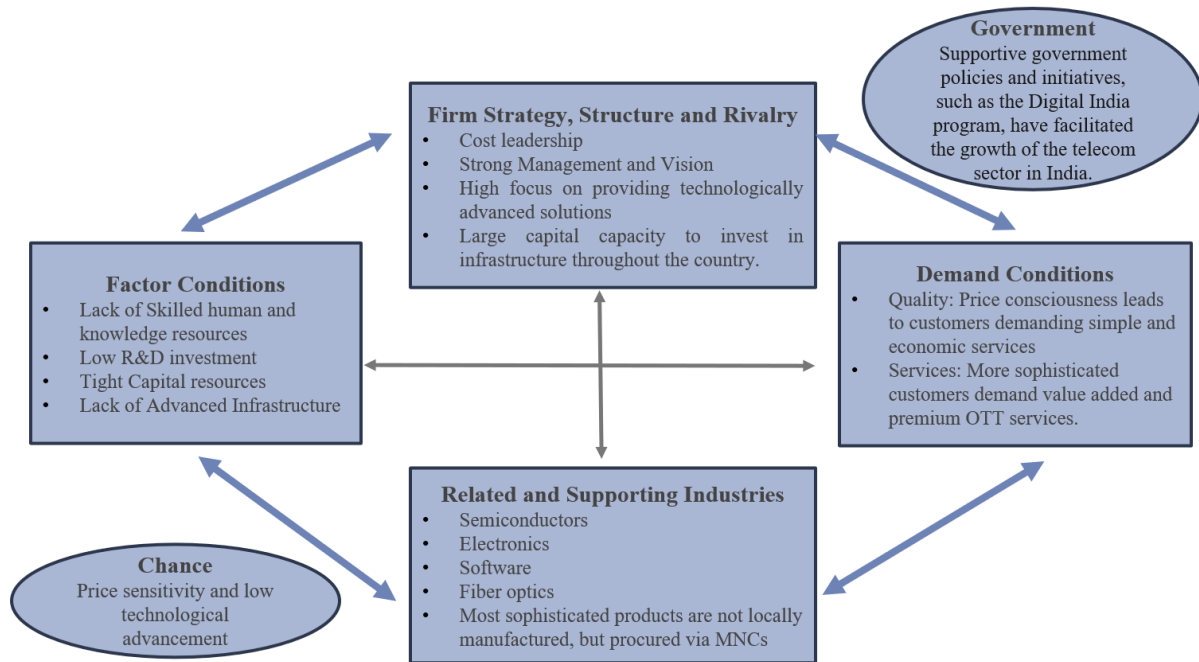 Government
Supportive government
policies and initiatives,
such as the Digital India
program, have facilitated
the growth of the telecom
sector in India.
Firm Strategy, Structure and Rivalry
• Cost leadership
• Strong Management and Vision
• High focus on providing technologically
advanced solutions
• Large capital capacity to invest in
infrastructure throughout the country.
Factor Conditions
• Lack of Skilled human and
knowledge resources
• Low R&D investment
• Tight Capital resources
• Lack of Advanced Infrastructure
Demand Conditions
• Quality: Price consciousness leads
to customers demanding simple and
economic services
• Services: More sophisticated
customers demand value added and
premium OTT services.
Related and Supporting Industries
• Semiconductors
• Electronics
• Software
• Fiber optics
• Most sophisticated products are not locally
manufactured, but procured via MNCs
Chance
Price sensitivity and low
technological
advancement